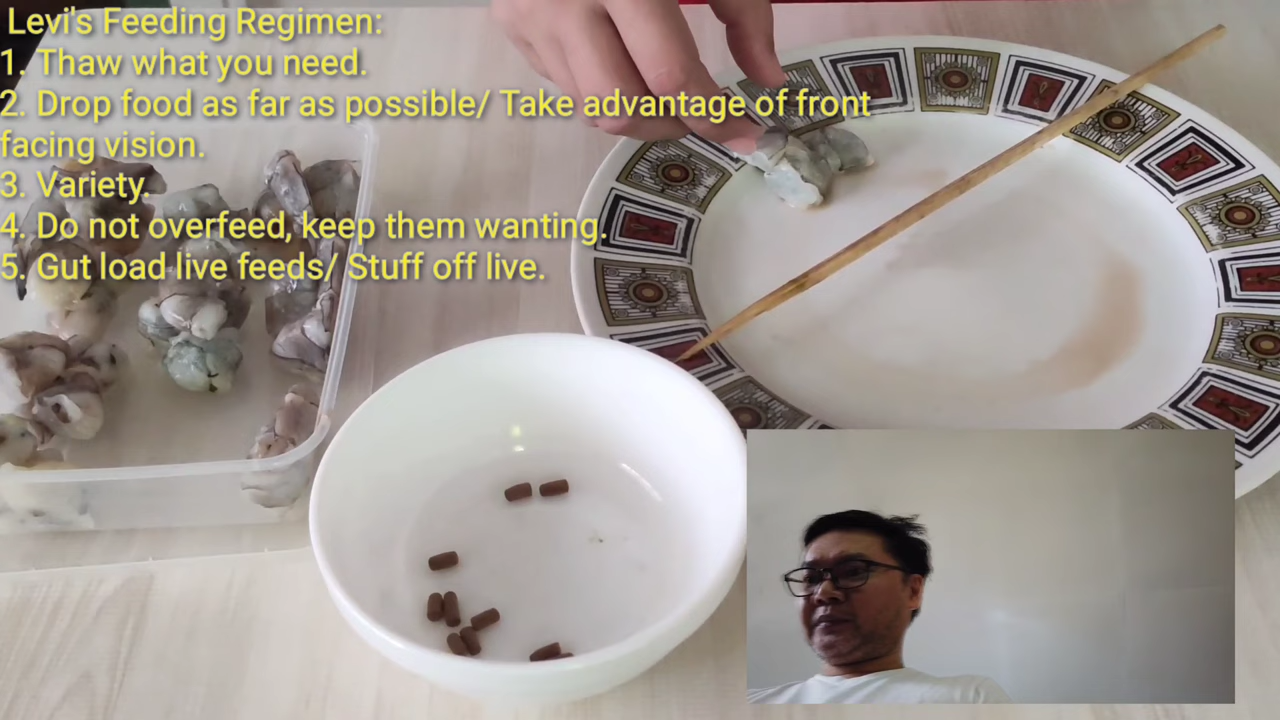 Levi's Feeding Regimen:
1. Thaw what you need.
2. Drop food as far as possible/ Take advantage of front
facing vision.
3. Variety.
4. Do not overfeed, keep them wanting.
5. Gut load live feeds/ Stuff off live.